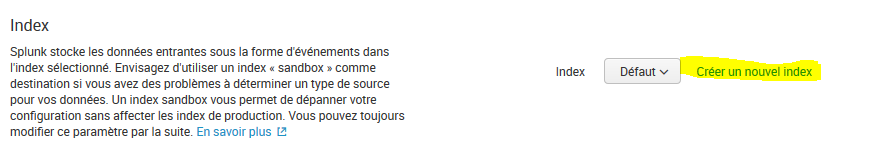 Index
Splunk stocke les données entrantes sous la forme d'événements dans
l'index sélectionné. Envisagez d'utiliser un index « sandbox » comme
destination si vous avez des problèmes à déterminer un type de source
pour vos données. Un index sandbox vous permet de dépanner votre
configuration sans affecter les index de production. Vous pouvez toujours
modifier ce paramètre par la suite. En savoir plus
Index Défaut Créer un nouvel index